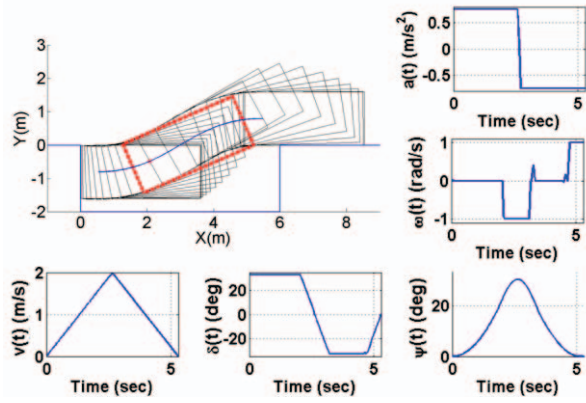 3
2
1
0
-1
-2
Y(m)
0 2 4 6 8
X(m)
0.5
0
-0.5
a(t) (m/s²)
0 5
Time (sec)
1
0
-1
ω(t) (rad/s)
0 5
Time (sec)
2
1
0
v(t) (m/s)
0 5
Time (sec)
20
0
-20
δ(t) (deg)
0 5
Time (sec)
20
0
ψ(t) (deg)
0 5
Time (sec)